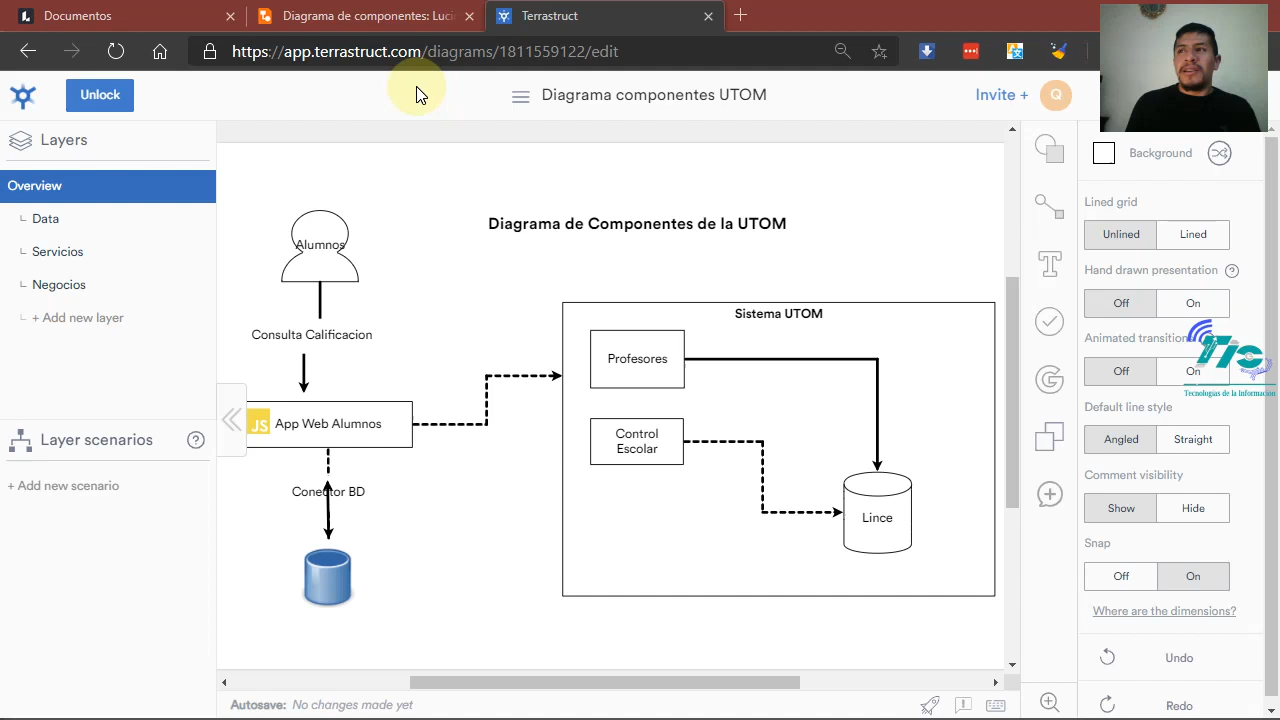 Documentos
Diagrama de componentes: Luci
Terrastruct
https://app.terrastruct.com/diagrams/1811559122/edit
Unlock
Diagrama componentes UTOM
Invite +
Q
Layers
Overview
Data
Servicios
Negocios
+ Add new layer
Layer scenarios
?
+ Add new scenario
Diagrama de Componentes de la UTOM
Alumnos
Consulta Calificacion
JS
App Web Alumnos
Conector BD
Sistema UTOM
Profesores
Control
Escolar
Lince
Autosave: No changes made yet
T
G
Background
Lined grid
Unlined
Lined
Hand drawn presentation
?
Off
On
Animated transition
Off
On
TIC
Tecnologias de la Informacion
Default line style
Angled
Straight
Comment visibility
Show
Hide
Snap
Off
On
Where are the dimensions?
Undo
Redo